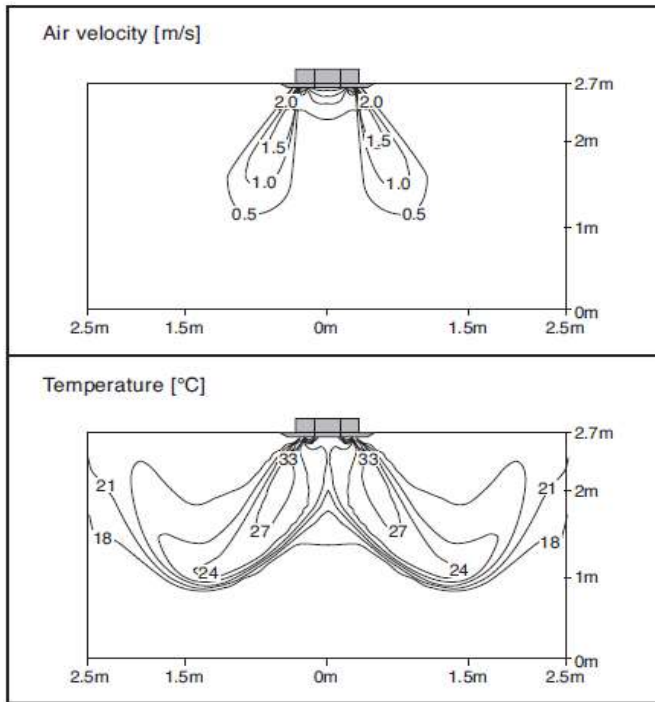 Air velocity [m/s]
2.7m
2.0 2.0
2m
1.5 1.5
1.0 1.0
0.5 0.5
1m
0m
2.5m 1.5m 0m 1.5m 2.5m
Temperature [°C]
2.7m
33 33
21 2m 21
27 27
18 18
24 24
1m
0m
2.5m 1.5m 0m 1.5m 2.5m